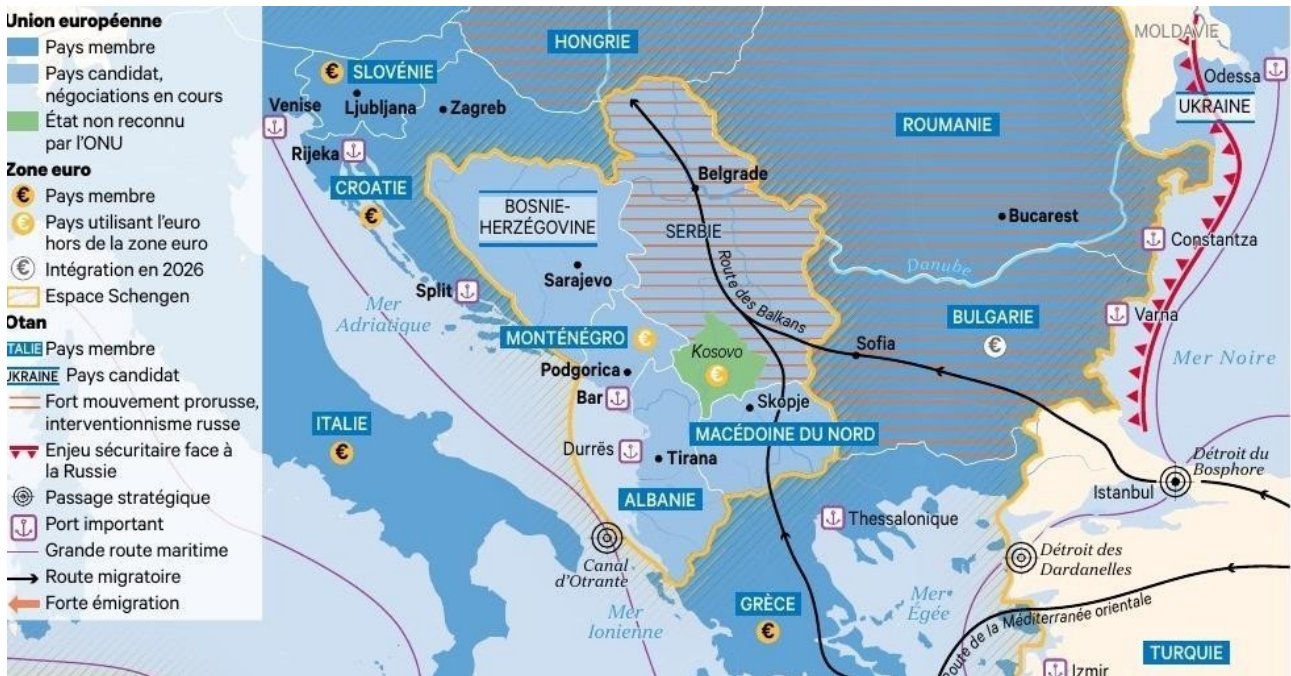 Union européenne
Pays membre
Pays candidat,
négociations en cours
État non reconnu
par l'ONU
Zone euro
€ Pays membre
€ Pays utilisant l'euro
hors de la zone euro
€ Intégration en 2026
Espace Schengen
Otan
ITALIE Pays membre
UKRAINE Pays candidat
Fort mouvement prorusse,
interventionnisme russe
Enjeu sécuritaire face à
la Russie
Passage stratégique
Port important
Grande route maritime
Route migratoire
Forte émigration
HONGRIE
MOLDAVIE
€ SLOVÉNIE
Ljubljana
Zagreb
Venise
Rijeka
CROATIE
€
Odessa
UKRAINE
ROUMANIE
Belgrade
BOSNIE-
HERZÉGOVINE
SERBIE
Bucarest
Constantza
Sarajevo
Route des Balkans
Danube
Split
Mer
Adriatique
MONTÉNÉGRO €
Kosovo
€
BULGARIE
€
Varna
Sofia
Mer Noire
Podgorica
Bar
Skopje
MACÉDOINE DU NORD
ITALIE
€
Durrës
Tirana
ALBANIE
Détroit du
Bosphore
Istanbul
Thessalonique
Canal
d'Otrante
Détroit des
Dardanelles
Mer
Ionienne
GRÈCE
€
Mer
Égée
Route de la Méditerranée orientale
TURQUIE
Izmir